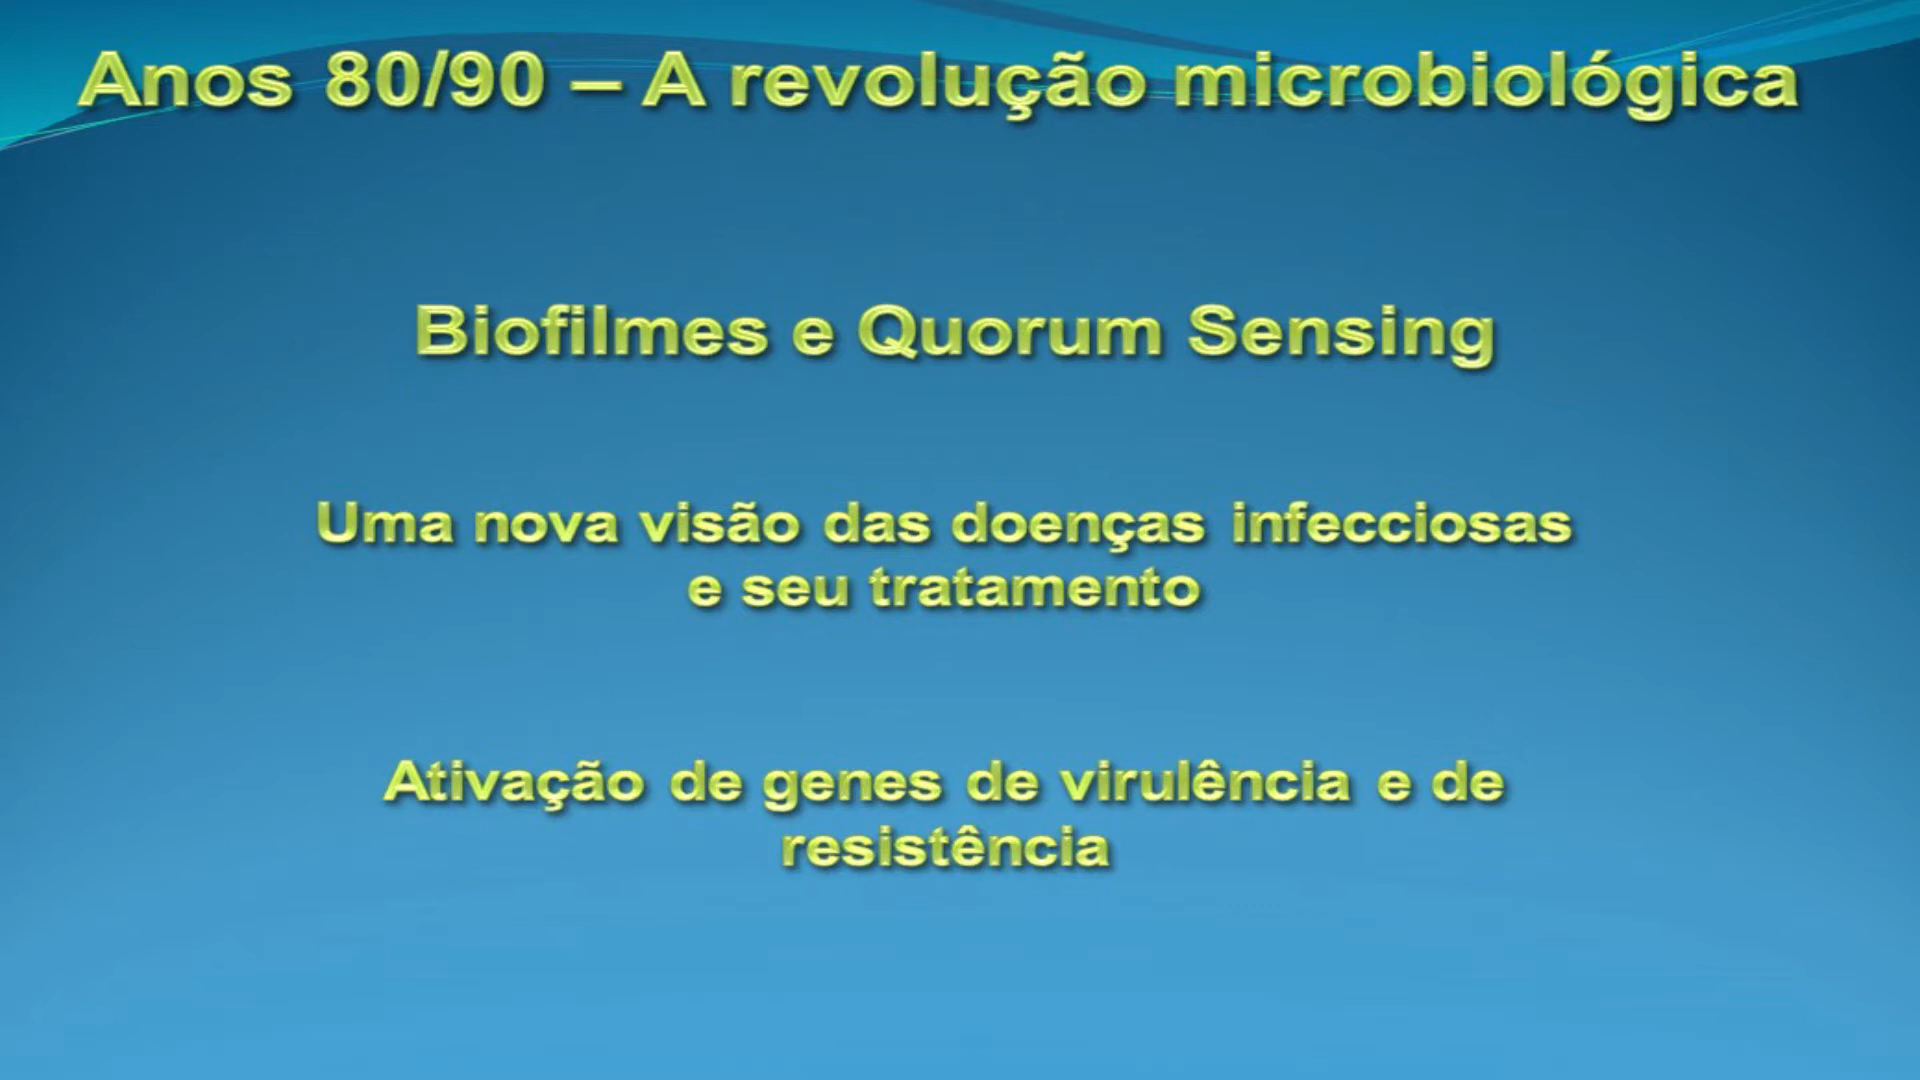 Anos 80/90 – A revolução microbiológica
Biofilmes e Quorum Sensing
Uma nova visão das doenças infecciosas
e seu tratamento
Ativação de genes de virulência e de
resistência